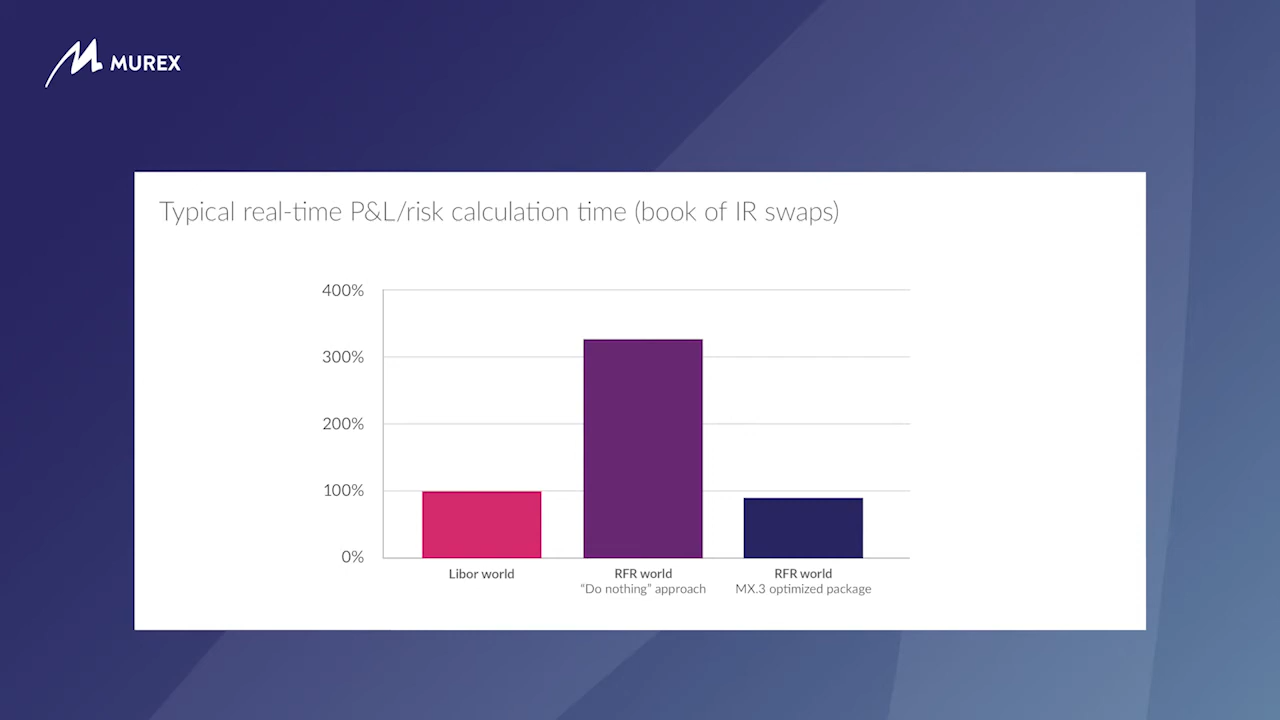 MUREX
Typical real-time P&L/risk calculation time (book of IR swaps)
400%
300%
200%
100%
0%
Libor world
RFR world
“Do nothing” approach
RFR world
MX.3 optimized package